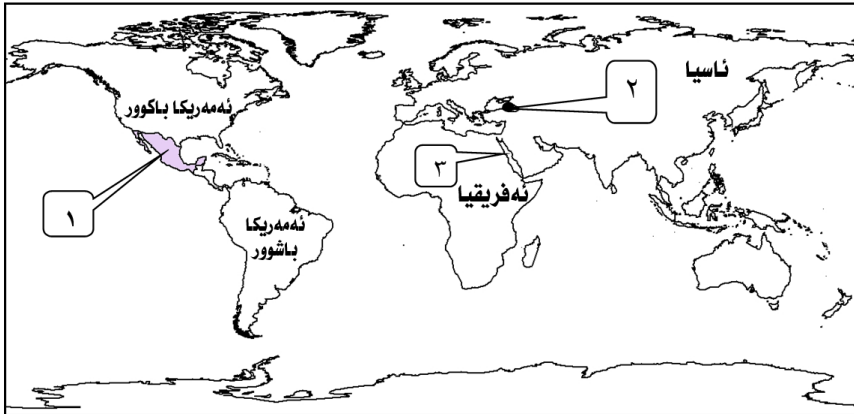 ئاسیا
٢
ئەمەریکا باکوور
٣
ئەفریقیا
١
ئەمەریکا
باشوور